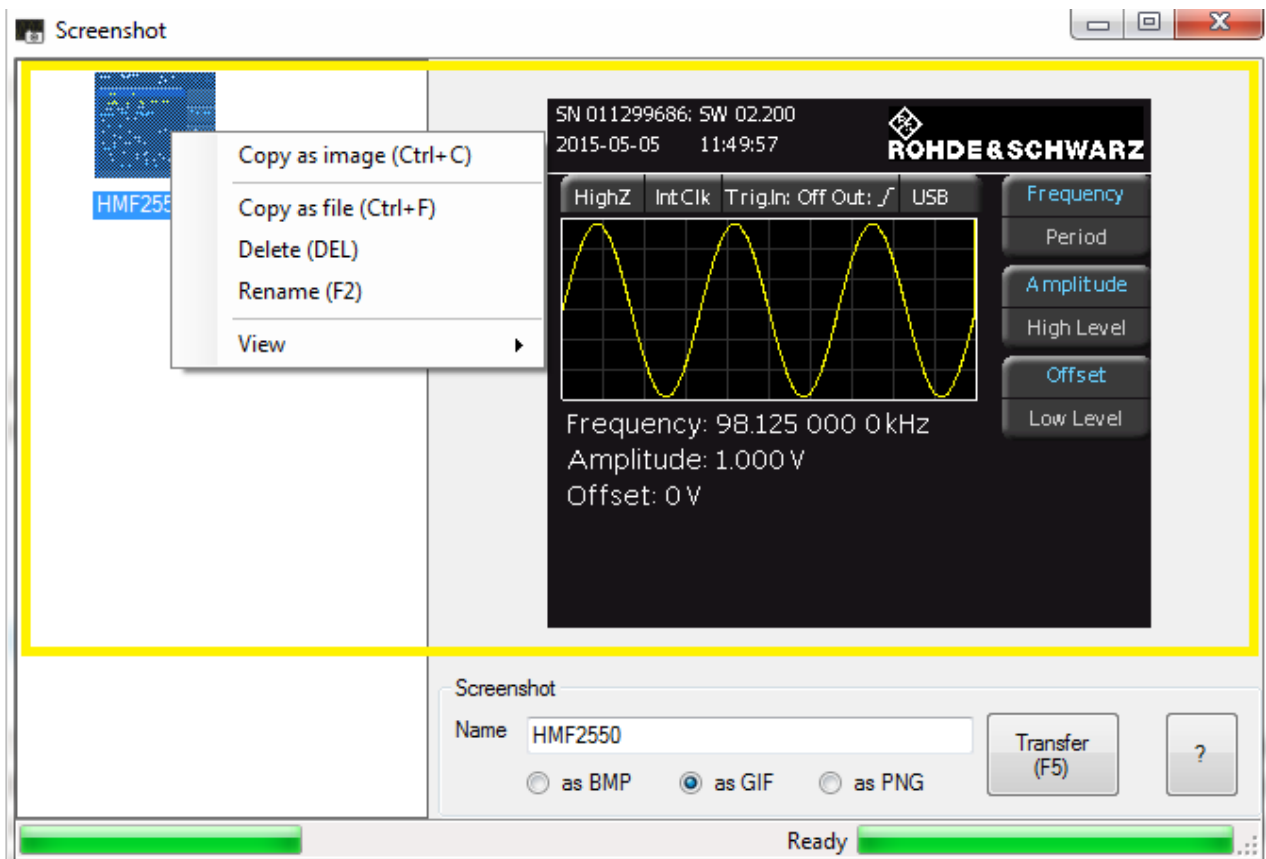 Screenshot
HMF255
Copy as image (Ctrl+C)
Copy as file (Ctrl+F)
Delete (DEL)
Rename (F2)
View
SN 011299686; SW 02.200
2015-05-05 11:49:57
ROHDE&SCHWARZ
HighZ IntClk Trig.In: Off Out: USB
Frequency
Period
Amplitude
High Level
Offset
Low Level
Frequency: 98.125 000 0 kHz
Amplitude: 1.000 V
Offset: 0 V
Screenshot
Name HMF2550
Transfer
(F5)
?
as BMP as GIF as PNG
Ready